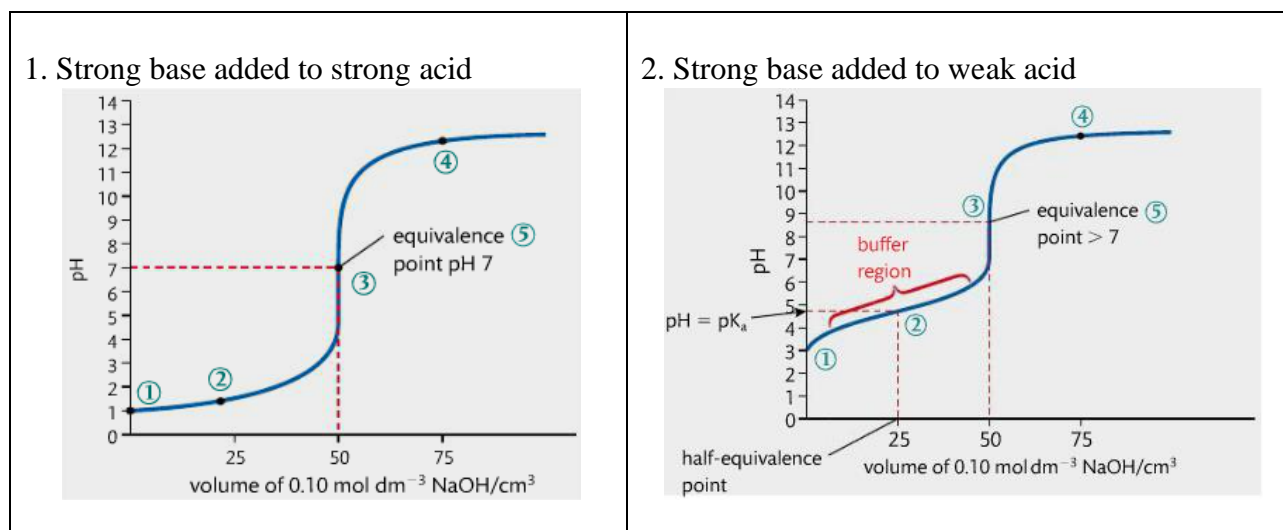 1. Strong base added to strong acid
14
13
12
11
10
9
8
7
6
5
4
3
2
1
0
pH
①
②
③
④
equivalence ⑤
point pH 7
25
50
75
volume of 0.10 mol dm⁻³ NaOH/cm³
2. Strong base added to weak acid
14
13
12
11
10
9
8
7
6
5
4
3
2
1
0
pH
④
③
equivalence ⑤
point > 7
buffer
region
pH = pKₐ
②
①
25
50
75
half-equivalence
point
volume of 0.10 mol dm⁻³ NaOH/cm³